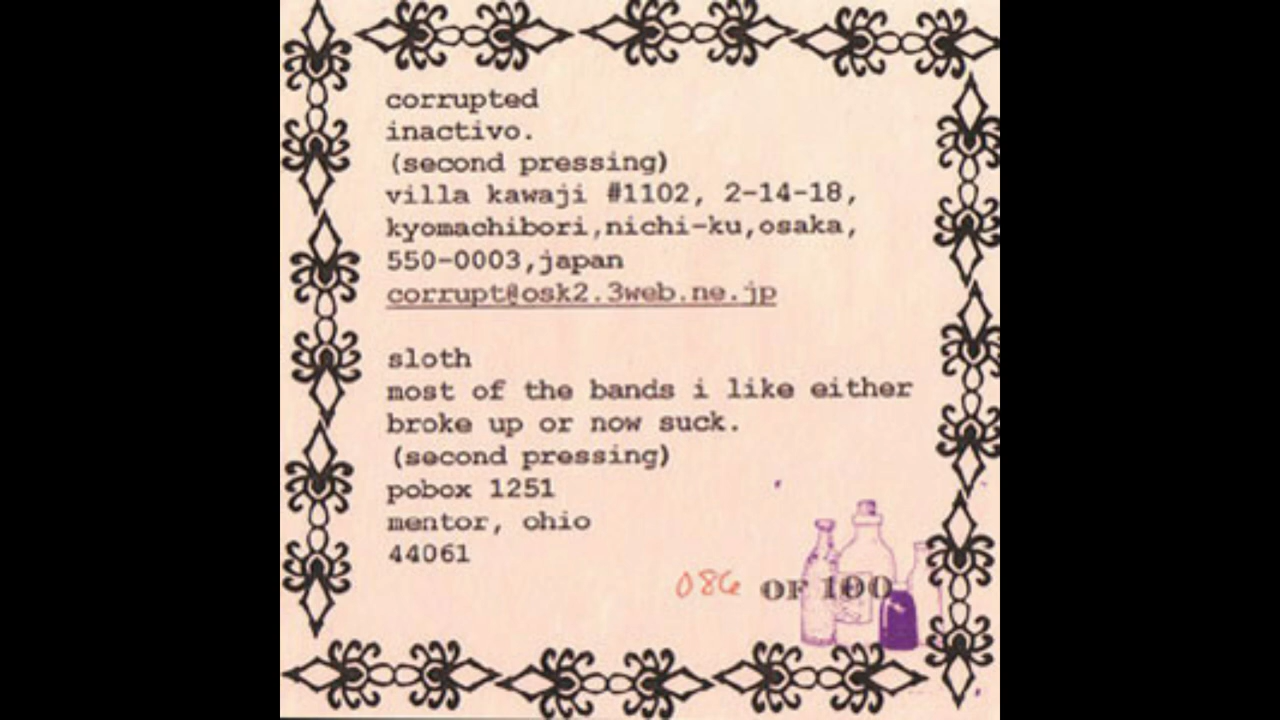 corrupted
inactivo.
(second pressing)
villa kawaji #1102, 2-14-18,
kyomachibori,nichi-ku,osaka,
550-0003,japan
corrupt@osk2.3web.ne.jp
sloth
most of the bands i like either
broke up or now suck.
(second pressing)
pobox 1251
mentor, ohio
44061
086 OF 100